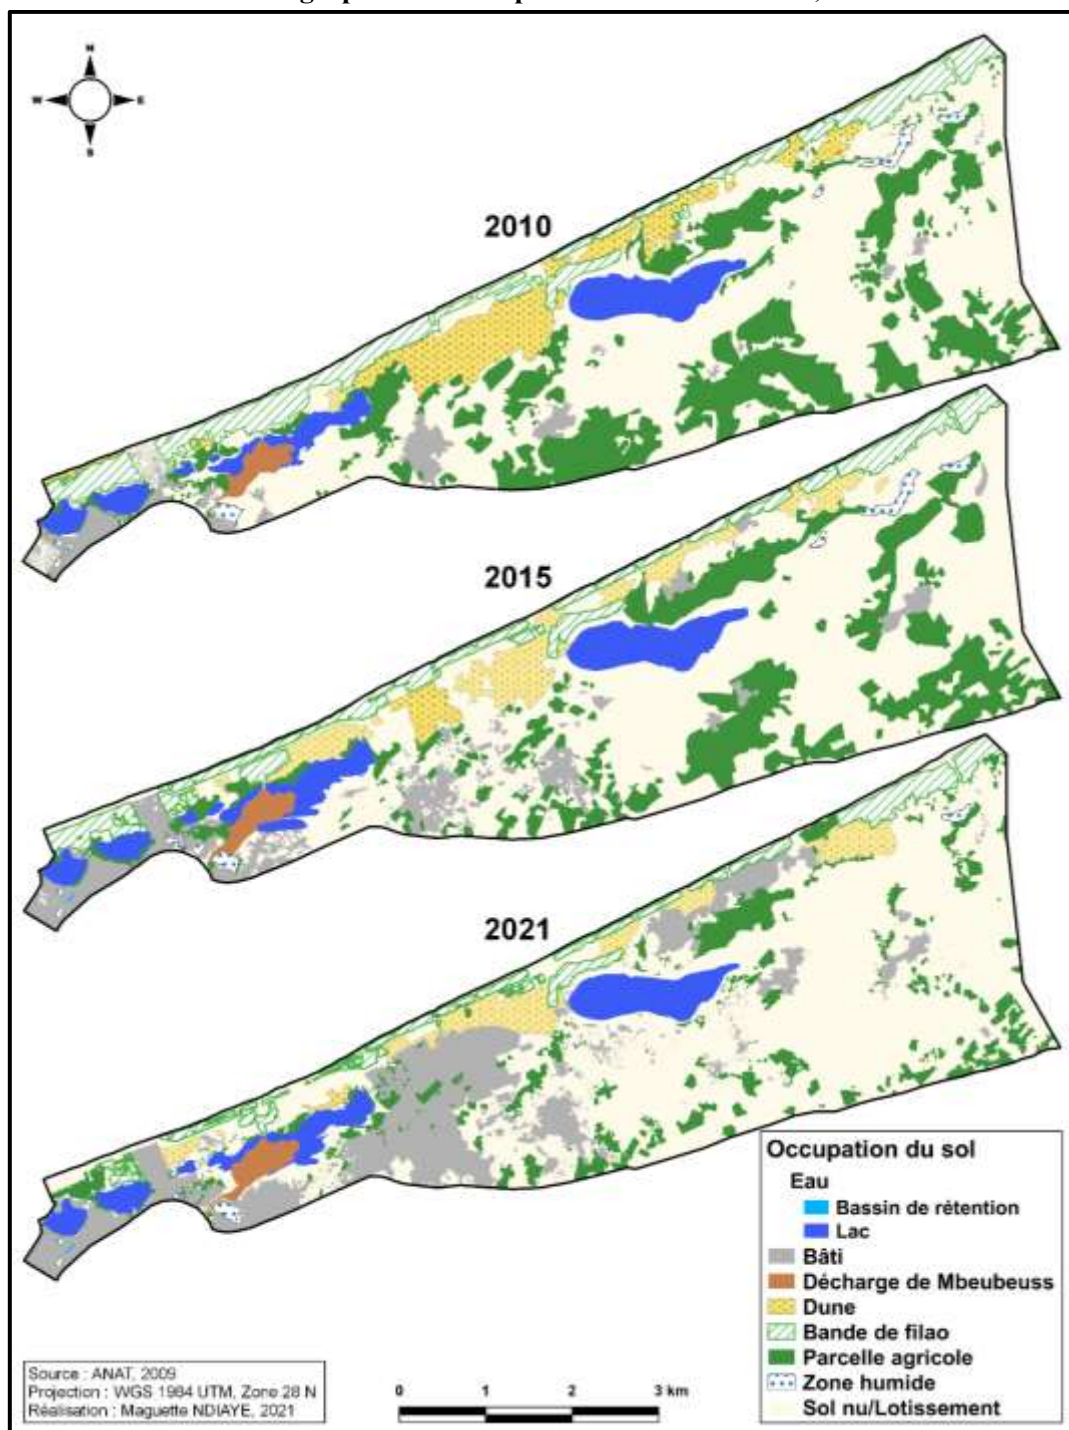 N
W E
S
2010
2015
2021
Occupation du sol
Eau
Bassin de rétention
Lac
Bâti
Décharge de Mbeubeuss
Dune
Bande de filao
Parcelle agricole
Zone humide
Sol nu/Lotissement
Source : ANAT, 2009
Projection : WGS 1984 UTM, Zone 28 N
Réalisation : Maguette NDIAYE, 2021
0 1 2 3 km